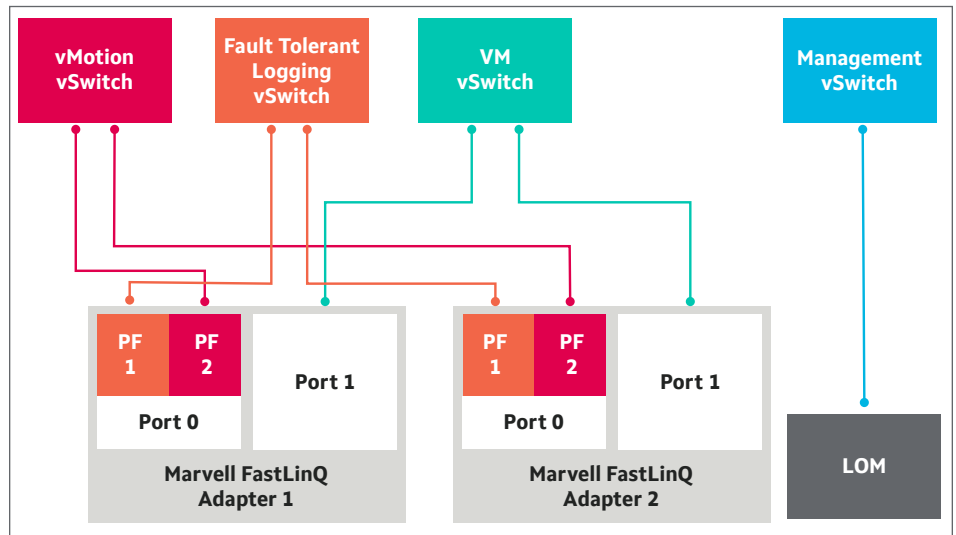 vMotion
vSwitch
Fault Tolerant
Logging
vSwitch
VM
vSwitch
Management
vSwitch
PF
1
PF
2
Port 0
Port 1
Marvell FastLinQ
Adapter 1
PF
1
PF
2
Port 0
Port 1
Marvell FastLinQ
Adapter 2
LOM